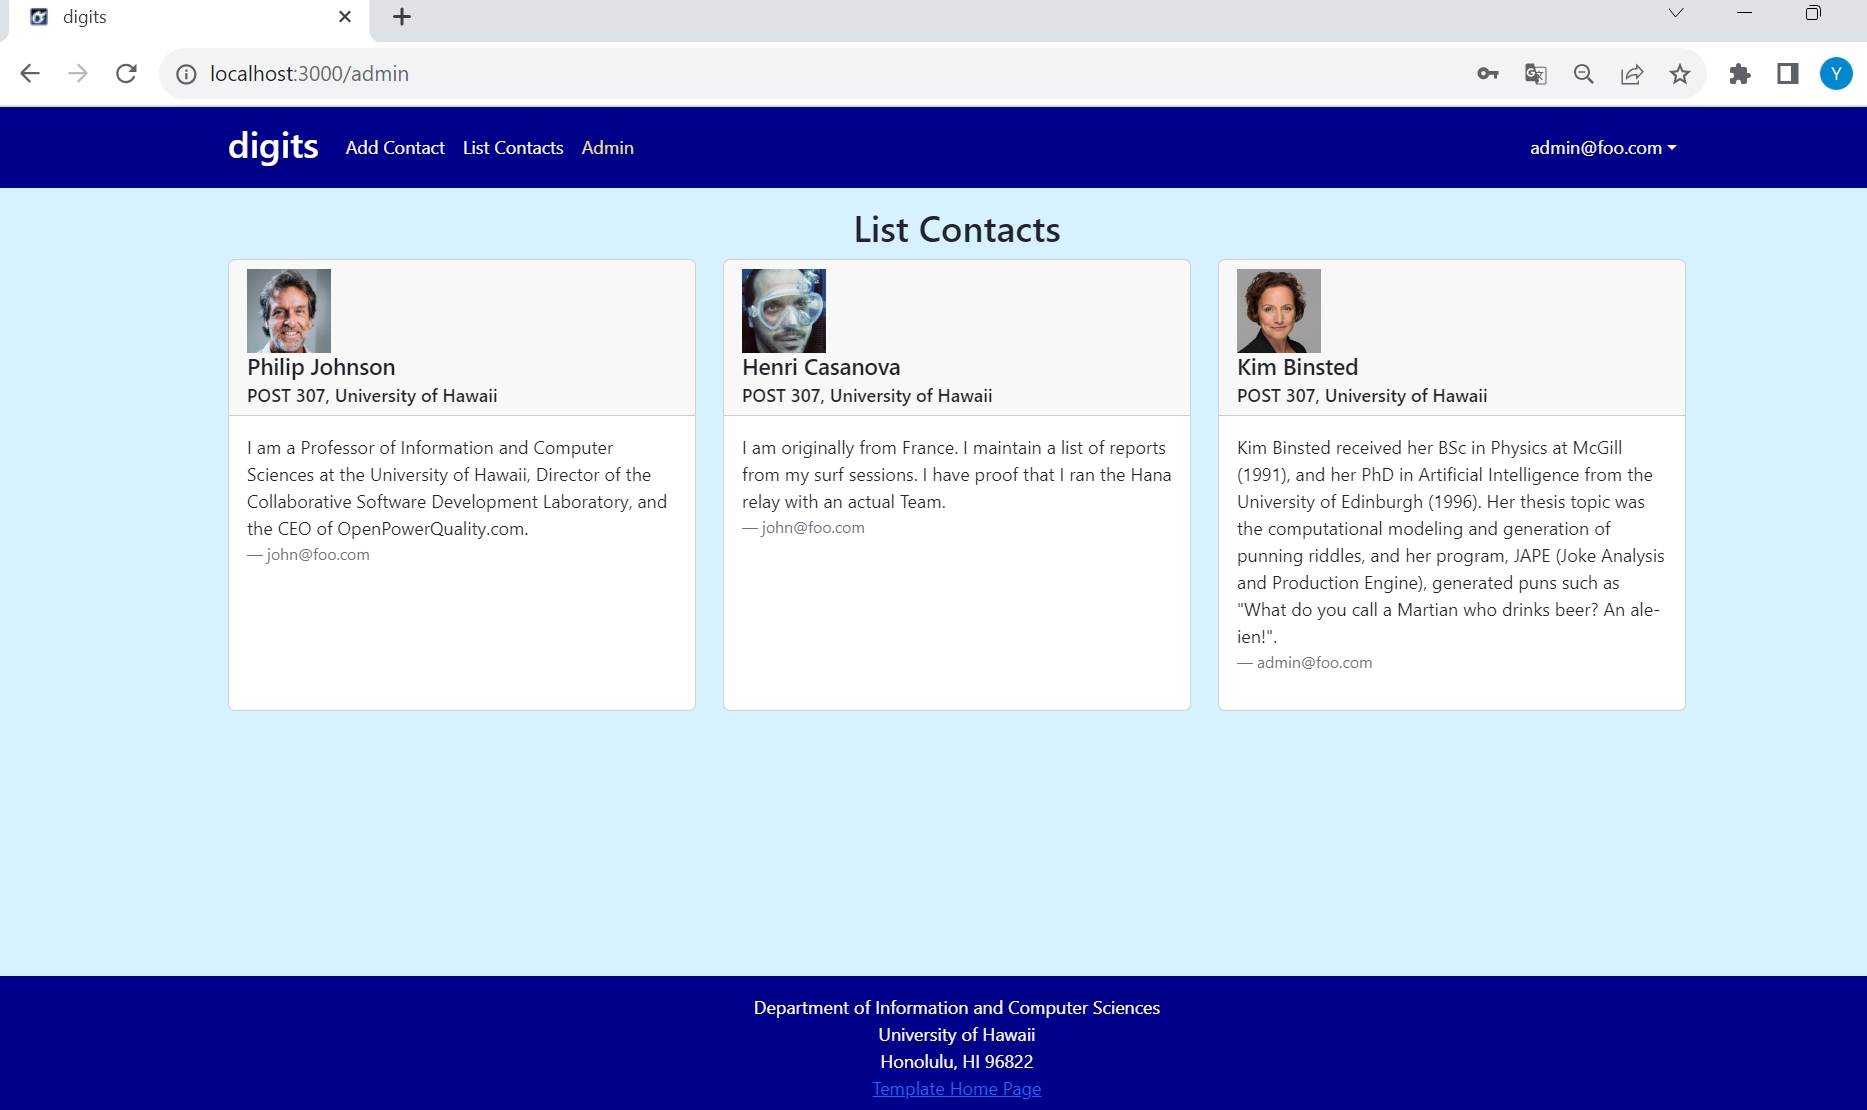 digits
localhost:3000/admin
Y
digits Add Contact List Contacts Admin admin@foo.com
List Contacts
Philip Johnson
POST 307, University of Hawaii
I am a Professor of Information and Computer
Sciences at the University of Hawaii, Director of the
Collaborative Software Development Laboratory, and
the CEO of OpenPowerQuality.com.
— john@foo.com
Henri Casanova
POST 307, University of Hawaii
I am originally from France. I maintain a list of reports
from my surf sessions. I have proof that I ran the Hana
relay with an actual Team.
— john@foo.com
Kim Binsted
POST 307, University of Hawaii
Kim Binsted received her BSc in Physics at McGill
(1991), and her PhD in Artificial Intelligence from the
University of Edinburgh (1996). Her thesis topic was
the computational modeling and generation of
punning riddles, and her program, JAPE (Joke Analysis
and Production Engine), generated puns such as
"What do you call a Martian who drinks beer? An ale-
ien!".
— admin@foo.com
Department of Information and Computer Sciences
University of Hawaii
Honolulu, HI 96822
Template Home Page